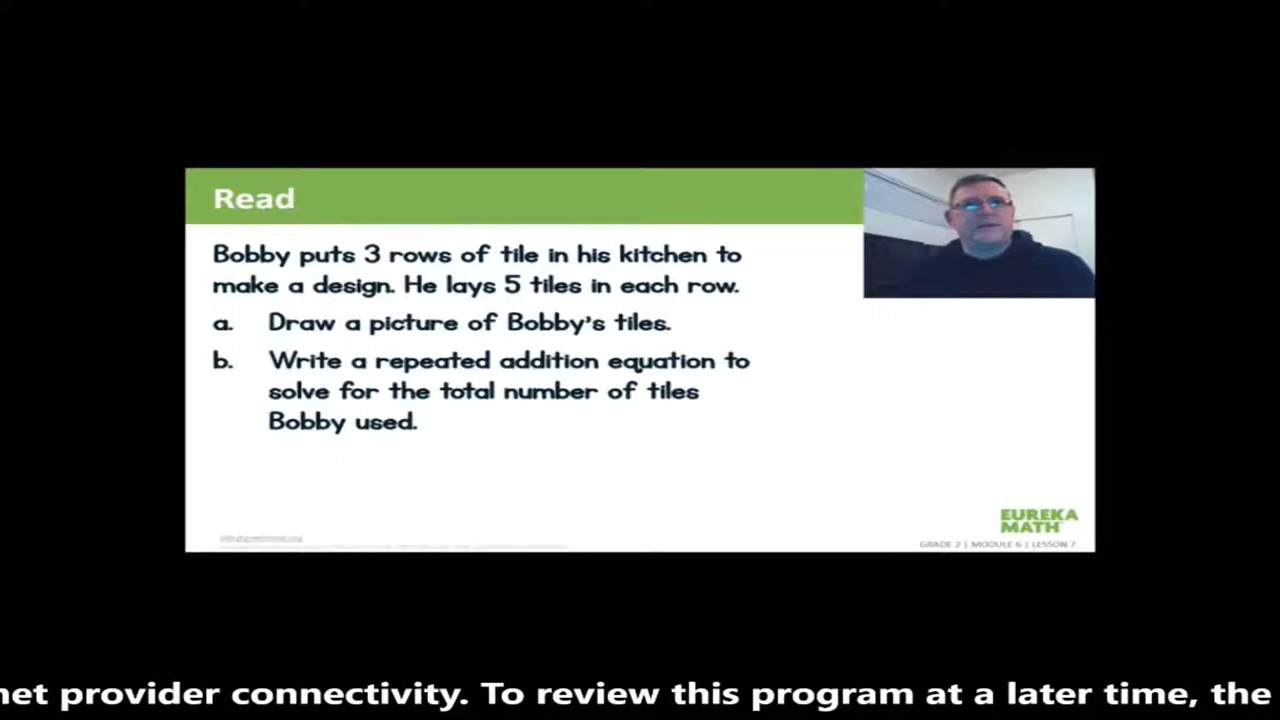 Read
Bobby puts 3 rows of tile in his kitchen to
make a design. He lays 5 tiles in each row.
a. Draw a picture of Bobby's tiles.
b. Write a repeated addition equation to
solve for the total number of tiles
Bobby used.
EUREKA
MATH
GRADE 2 | MODULE 6 | LESSON 7
net provider connectivity. To review this program at a later time, the